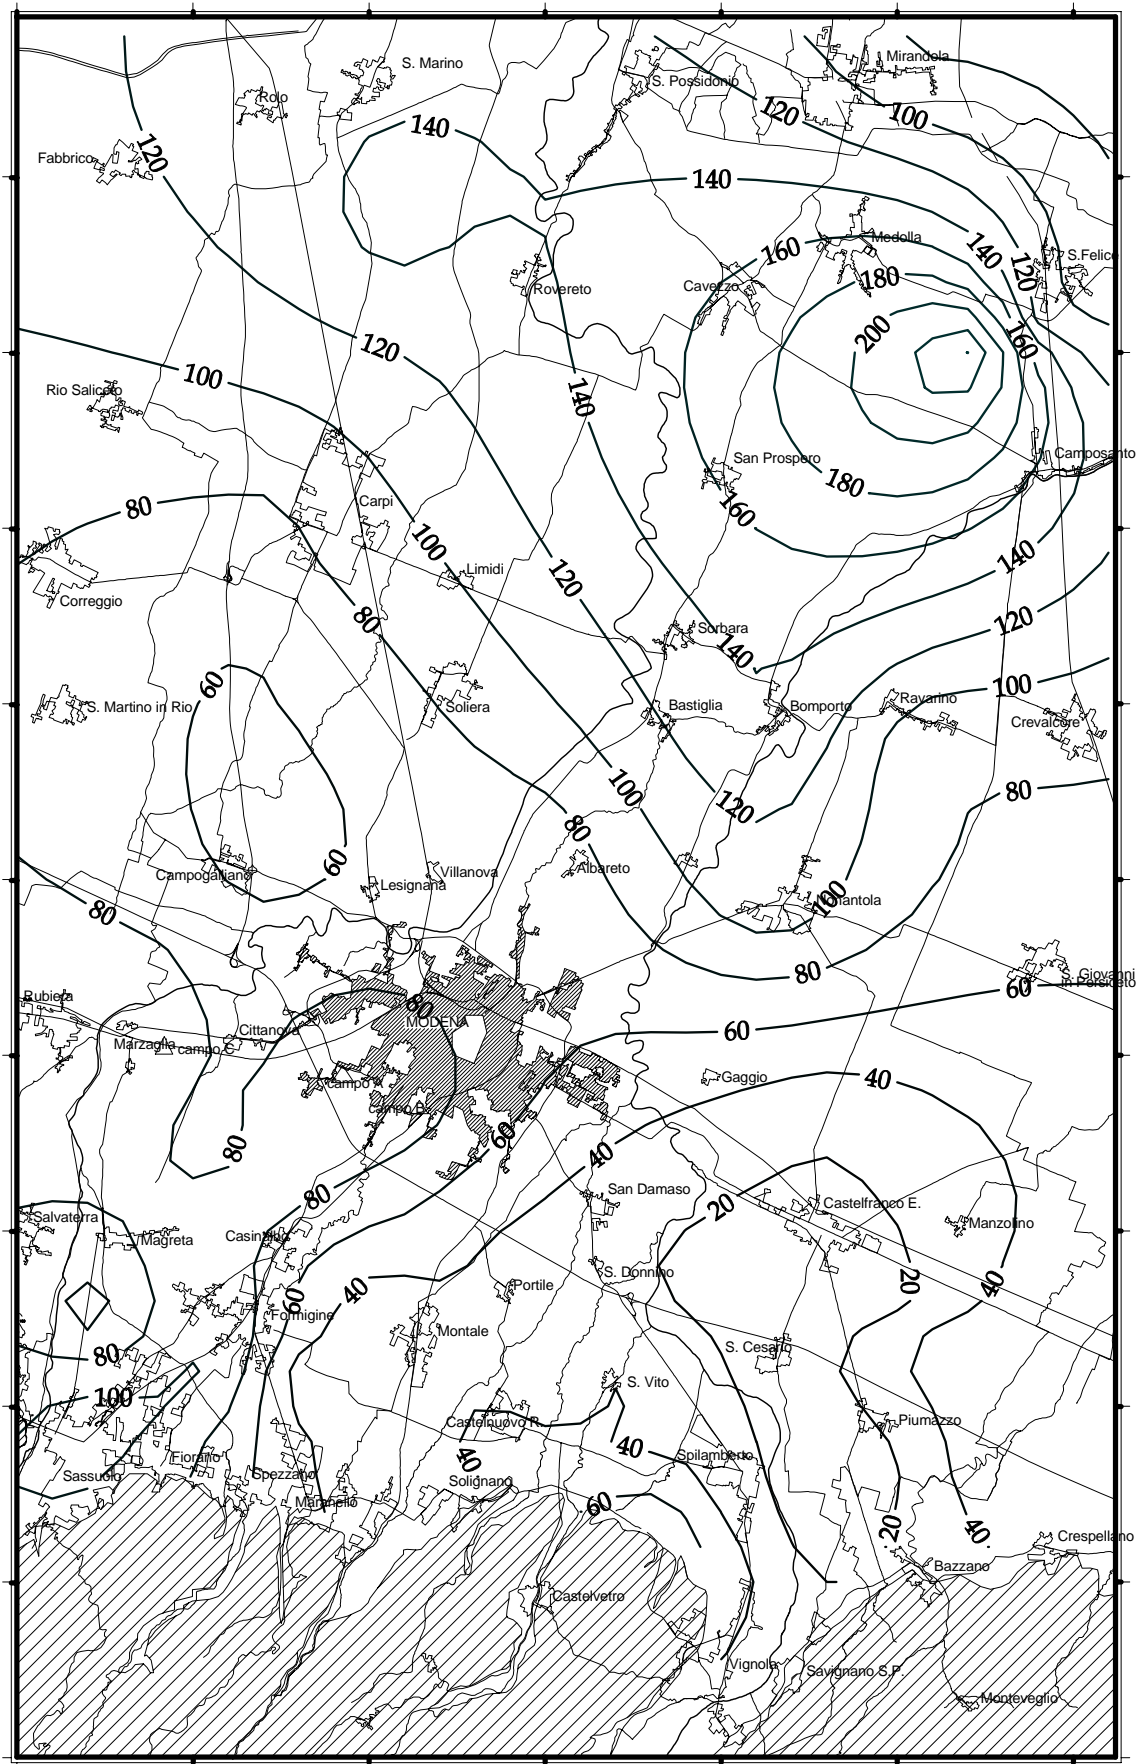 Mirandola
S. Marino
S. Possidonio
Rolo
120
100
140
120
Fabbrico
140
Medolla
160
140
S.Felice
120
180
Cavezzo
Rovereto
200
160
120
100
Rio Saliceto
140
Camposanto
San Prospero
180
Carpi
80
160
100
140
Limidi
120
Correggio
80
120
Sorbara
140
60
100
S. Martino in Rio
Soliera
Bastiglia
Bomporto
Ravarino
Crevalcore
100
80
120
80
60
Albareto
Villanova
Campogalliano
Lesignana
100
Nonantola
80
80
S. Giovanni
in Persiceto
60
Rubiera
80
MODENA
Cittanova
60
Marzaglia
campo C
Gaggio
40
campo A
campo B
60
80
40
San Damaso
80
20
Castelfranco E.
Salvaterra
Manzolino
Magreta
Casinalbo
S. Donnino
20
40
Portile
40
60
Formigine
Montale
S. Cesario
80
S. Vito
100
Castelnuovo R.
Piumazzo
40
Spilamberto
40
Fiorano
Sassuolo
Spezzano
Solignano
Maranello
60
20
40
Crespellano
Bazzano
Castelvetro
Vignola
Savignano S.P.
Monteveglio